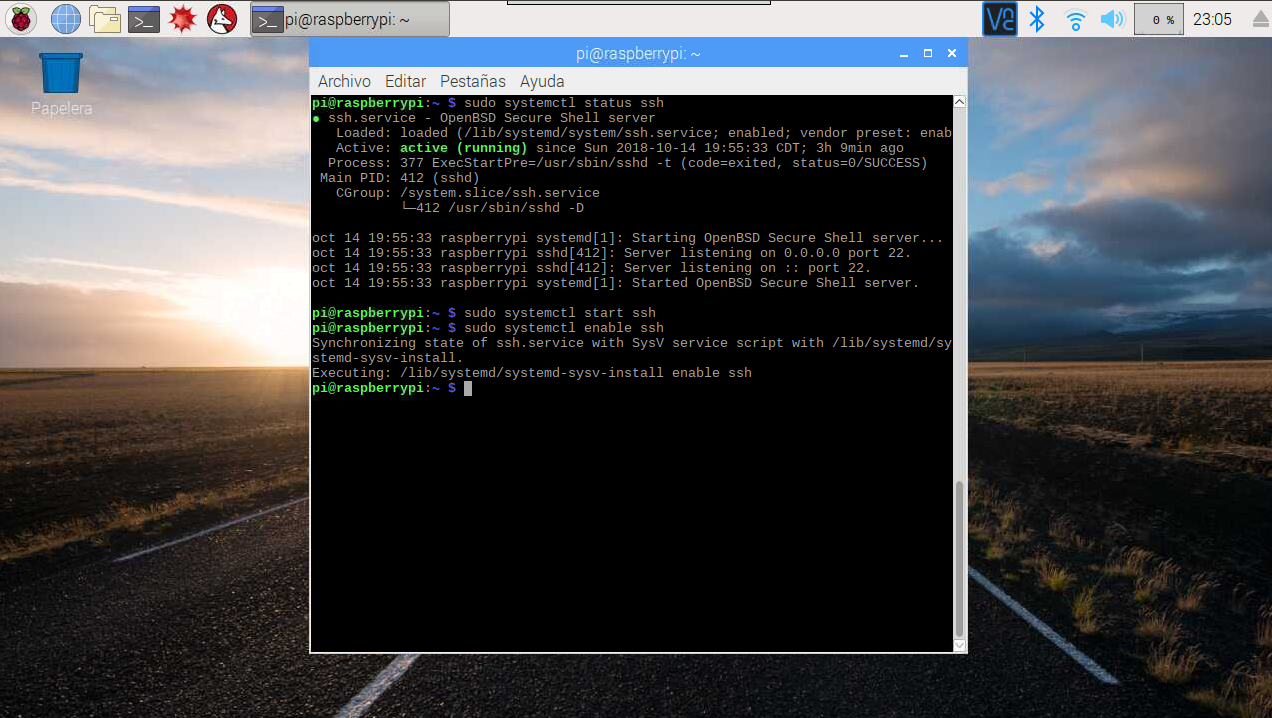 pi@raspberrypi: ~
0 %
23:05
Papelera
pi@raspberrypi: ~
Archivo Editar Pestañas Ayuda
pi@raspberrypi:~ $ sudo systemctl status ssh
● ssh.service - OpenBSD Secure Shell server
   Loaded: loaded (/lib/systemd/system/ssh.service; enabled; vendor preset: enab
   Active: active (running) since Sun 2018-10-14 19:55:33 CDT; 3h 9min ago
  Process: 377 ExecStartPre=/usr/sbin/sshd -t (code=exited, status=0/SUCCESS)
 Main PID: 412 (sshd)
   CGroup: /system.slice/ssh.service
           └─412 /usr/sbin/sshd -D
oct 14 19:55:33 raspberrypi systemd[1]: Starting OpenBSD Secure Shell server...
oct 14 19:55:33 raspberrypi sshd[412]: Server listening on 0.0.0.0 port 22.
oct 14 19:55:33 raspberrypi sshd[412]: Server listening on :: port 22.
oct 14 19:55:33 raspberrypi systemd[1]: Started OpenBSD Secure Shell server.
pi@raspberrypi:~ $ sudo systemctl start ssh
pi@raspberrypi:~ $ sudo systemctl enable ssh
Synchronizing state of ssh.service with SysV service script with /lib/systemd/sy
stemd-sysv-install.
Executing: /lib/systemd/systemd-sysv-install enable ssh
pi@raspberrypi:~ $